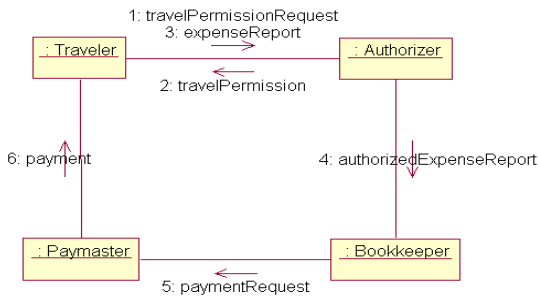 1: travelPermissionRequest
3: expenseReport
: Traveler
: Authorizer
2: travelPermission
6: payment
4: authorizedExpenseReport
: Paymaster
: Bookkeeper
5: paymentRequest